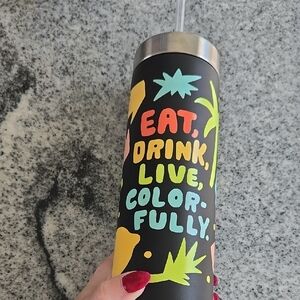 EAT,
DRINK,
LIVE,
COLOR-
FULLY.